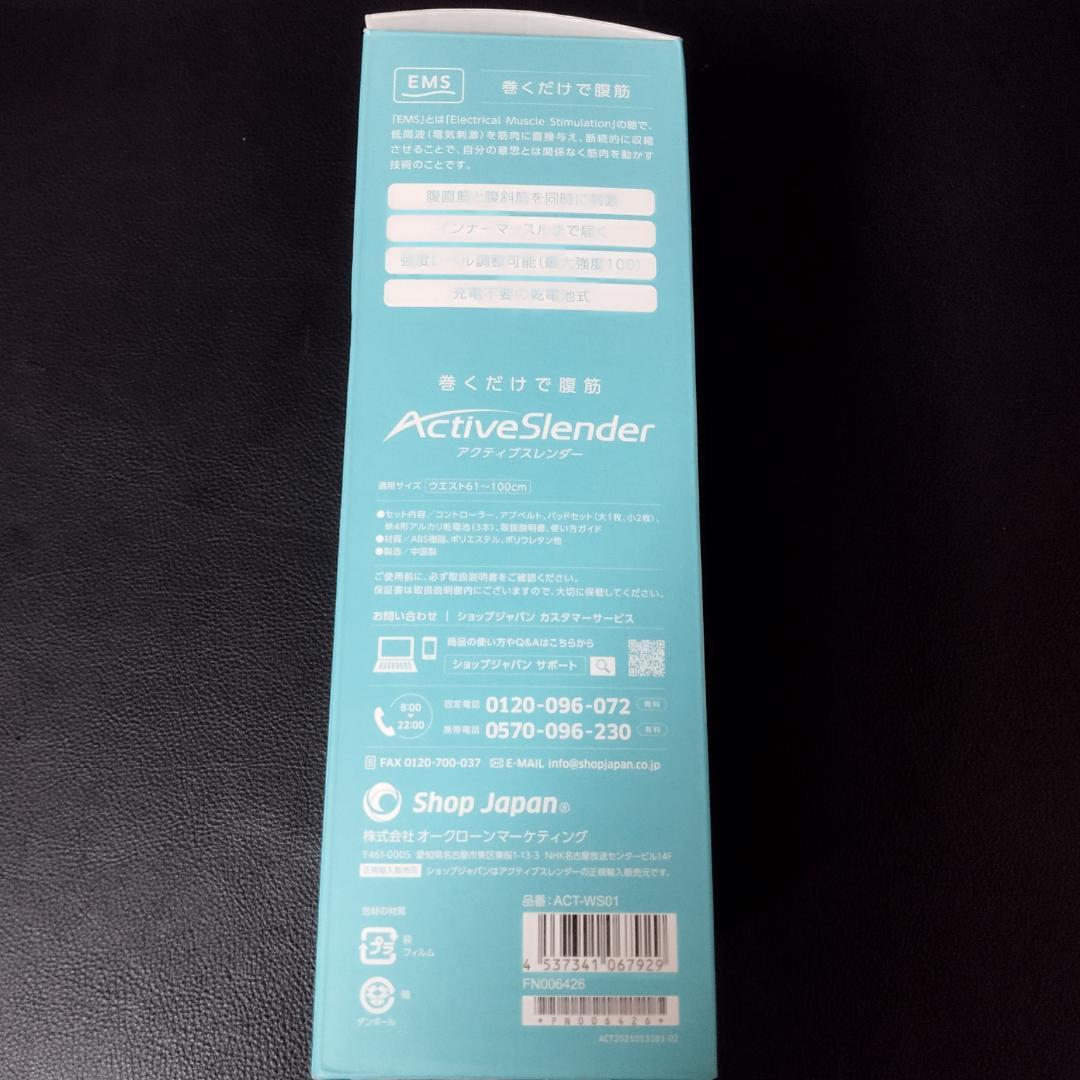 EMS
巻くだけで腹筋
「EMS」とは「Electrical Muscle Stimulation」の略で、
低周波(電気刺激)を筋肉に直接与え、断続的に収縮
させることで、自分の意思とは関係なく筋肉を動かす
技術のことです。
腹直筋と腹斜筋を同時に刺激
インナーマッスルまで届く
強度レベル調整可能(最大強度100)
充電不要の乾電池式
巻くだけで腹筋
ActiveSlender
アクティブスレンダー
適用サイズ ウエスト61〜100cm
●セット内容/コントローラー、アブベルト、パッドセット(大1枚、小2枚)、
単4形アルカリ乾電池(3本)、取扱説明書、使い方ガイド
●材質/ABS樹脂、ポリエステル、ポリウレタン他
●製造/中国製
ご使用前に、必ず取扱説明書をご確認ください。
保証書は取扱説明書内にございますので、大切に保管してください。
お問い合わせ | ショップジャパン カスタマーサービス
商品の使い方やQ&Aはこちらから
ショップジャパン サポート
8:00
22:00
固定電話 0120-096-072
携帯電話 0570-096-230 有料
FAX 0120-700-037 E-MAIL info@shopjapan.co.jp
Shop Japan®
株式会社 オークローンマーケティング
〒461-0005 愛知県名古屋市東区東桜1-13-3 NHK名古屋放送センタービル14F
正規輸入販売元 ショップジャパンはアクティブスレンダーの正規輸入販売元です。
品番:ACT-WS01
包材の材質
プラ
袋
フィルム
箱
ダンボール
4 537341 067929
FN006426
*FN006426*
ACT20210131B1-02